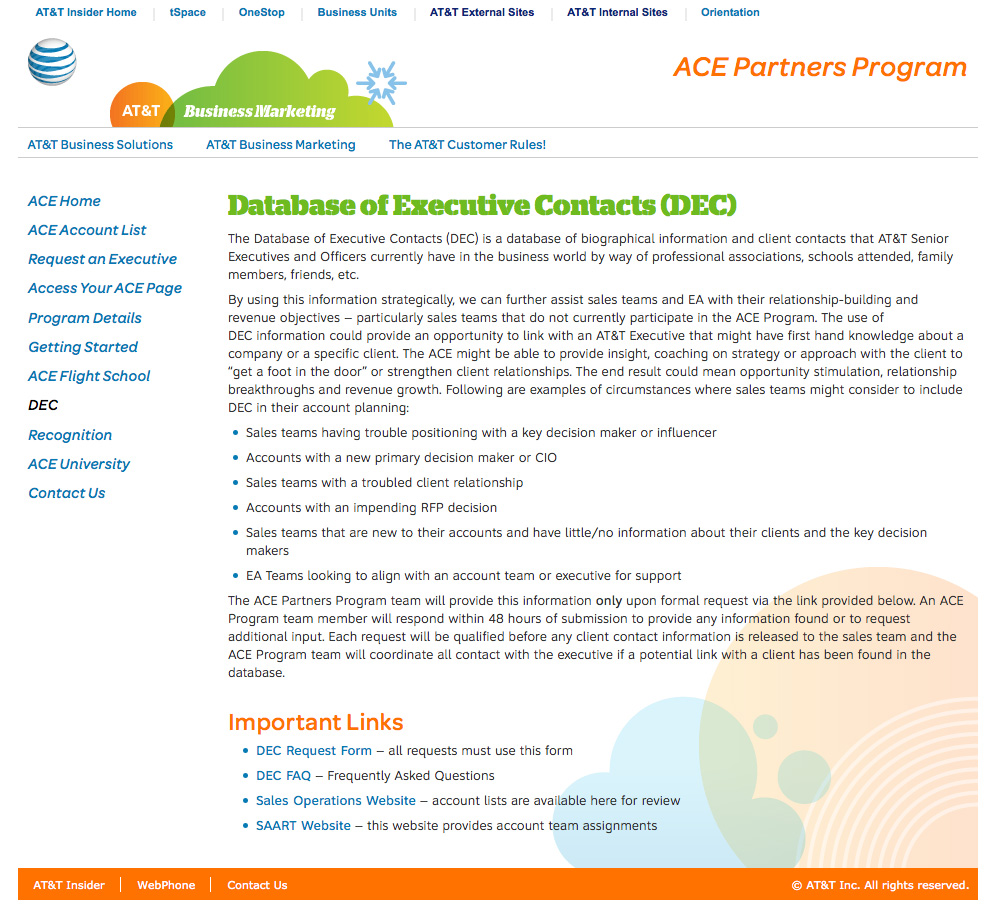 AT&T Insider Home
tSpace
OneStop
Business Units
AT&T External Sites
AT&T Internal Sites
Orientation
ACE Partners Program
AT&T Business Marketing
AT&T Business Solutions
AT&T Business Marketing
The AT&T Customer Rules!
ACE Home
ACE Account List
Request an Executive
Access Your ACE Page
Program Details
Getting Started
ACE Flight School
DEC
Recognition
ACE University
Contact Us
Database of Executive Contacts (DEC)
The Database of Executive Contacts (DEC) is a database of biographical information and client contacts that AT&T Senior
Executives and Officers currently have in the business world by way of professional associations, schools attended, family
members, friends, etc.
By using this information strategically, we can further assist sales teams and EA with their relationship-building and
revenue objectives – particularly sales teams that do not currently participate in the ACE Program. The use of
DEC information could provide an opportunity to link with an AT&T Executive that might have first hand knowledge about a
company or a specific client. The ACE might be able to provide insight, coaching on strategy or approach with the client to
“get a foot in the door” or strengthen client relationships. The end result could mean opportunity stimulation, relationship
breakthroughs and revenue growth. Following are examples of circumstances where sales teams might consider to include
DEC in their account planning:
• Sales teams having trouble positioning with a key decision maker or influencer
• Accounts with a new primary decision maker or CIO
• Sales teams with a troubled client relationship
• Accounts with an impending RFP decision
• Sales teams that are new to their accounts and have little/no information about their clients and the key decision
makers
• EA Teams looking to align with an account team or executive for support
The ACE Partners Program team will provide this information only upon formal request via the link provided below. An ACE
Program team member will respond within 48 hours of submission to provide any information found or to request
additional input. Each request will be qualified before any client contact information is released to the sales team and the
ACE Program team will coordinate all contact with the executive if a potential link with a client has been found in the
database.
Important Links
• DEC Request Form – all requests must use this form
• DEC FAQ – Frequently Asked Questions
• Sales Operations Website – account lists are available here for review
• SAART Website – this website provides account team assignments
AT&T Insider
WebPhone
Contact Us
© AT&T Inc. All rights reserved.